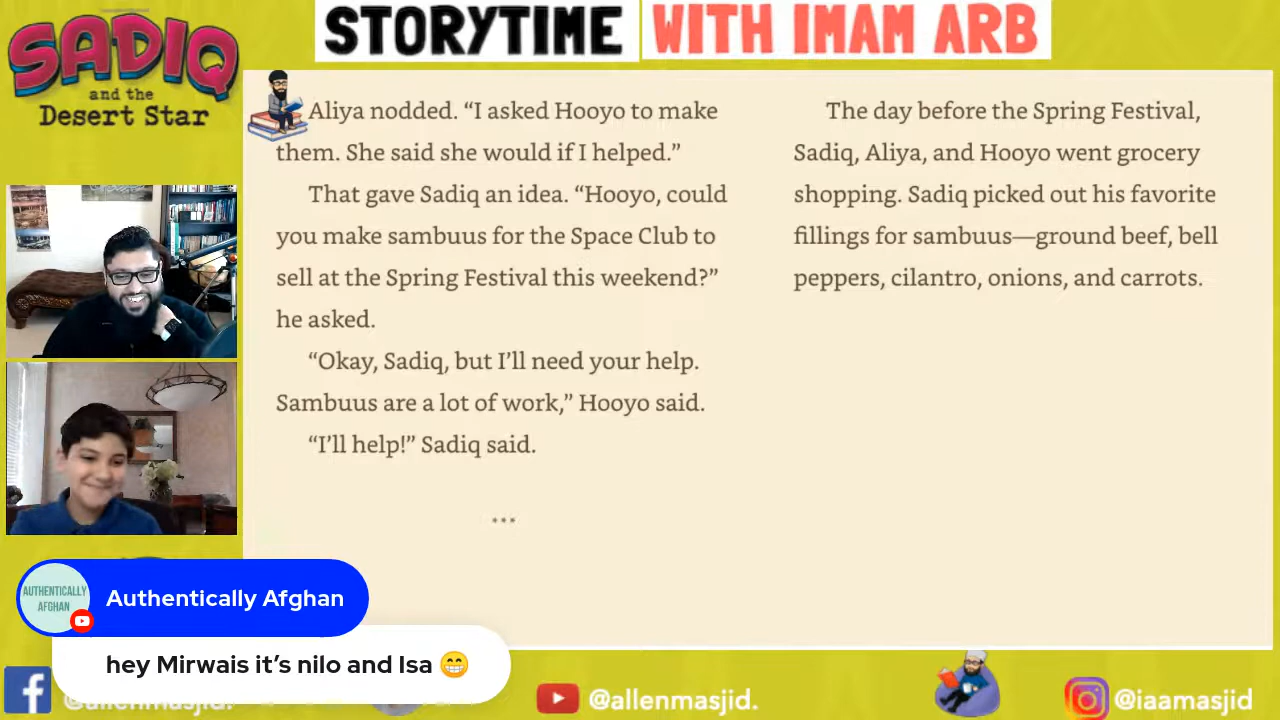 SADIQ
and the
Desert Star
STORYTIME WITH IMAM ARB
Aliya nodded. “I asked Hooyo to make
them. She said she would if I helped.”
That gave Sadiq an idea. “Hooyo, could
you make sambuus for the Space Club to
sell at the Spring Festival this weekend?”
he asked.
“Okay, Sadiq, but I’ll need your help.
Sambuus are a lot of work,” Hooyo said.
“I’ll help!” Sadiq said.
...
The day before the Spring Festival,
Sadiq, Aliya, and Hooyo went grocery
shopping. Sadiq picked out his favorite
fillings for sambuus—ground beef, bell
peppers, cilantro, onions, and carrots.
AUTHENTICALLY
AFGHAN
Authentically Afghan
hey Mirwais it’s nilo and Isa 😁
@allenmasjid.
@allenmasjid.
@iaamasjid